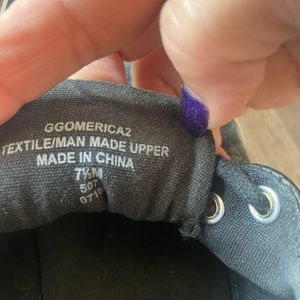 GGOMERICA2
TEXTILE/MAN MADE UPPER
MADE IN CHINA
7½M